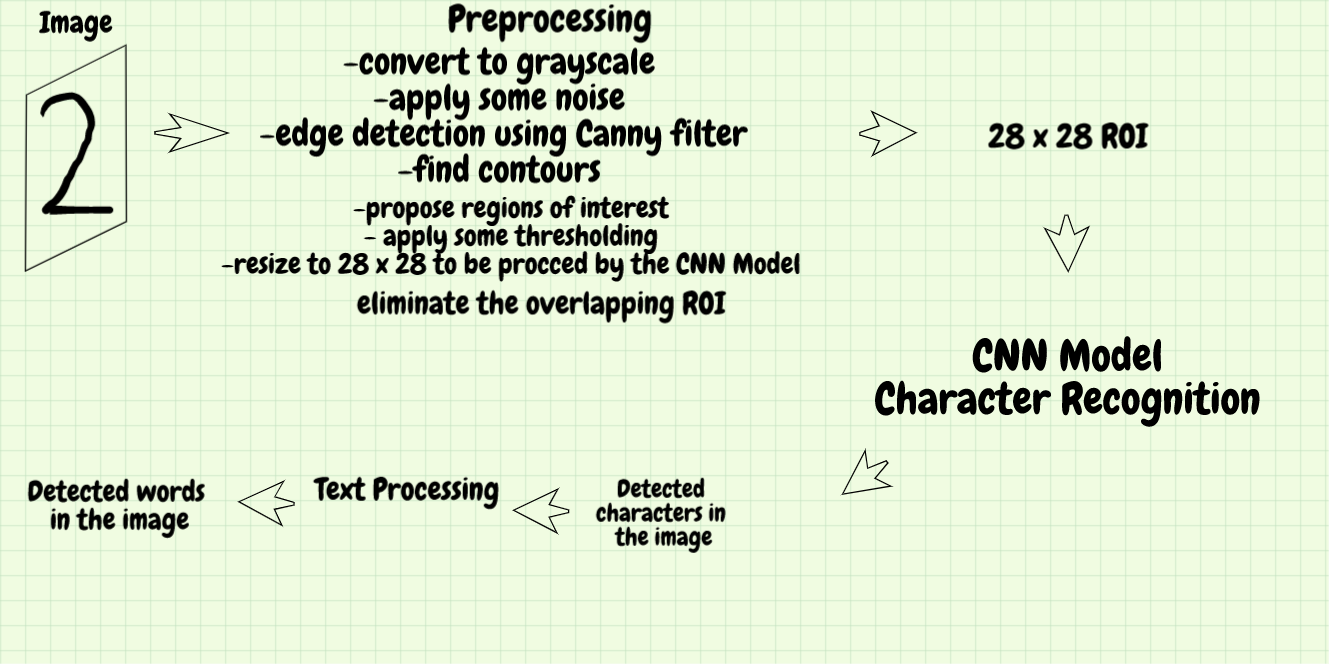 Image
2
Preprocessing
-convert to grayscale
-apply some noise
-edge detection using Canny filter
-find contours
-propose regions of interest
- apply some thresholding
-resize to 28 x 28 to be procced by the CNN Model
eliminate the overlapping ROI
28 x 28 ROI
CNN Model
Character Recognition
Detected
characters in
the image
Text Processing
Detected words
in the image